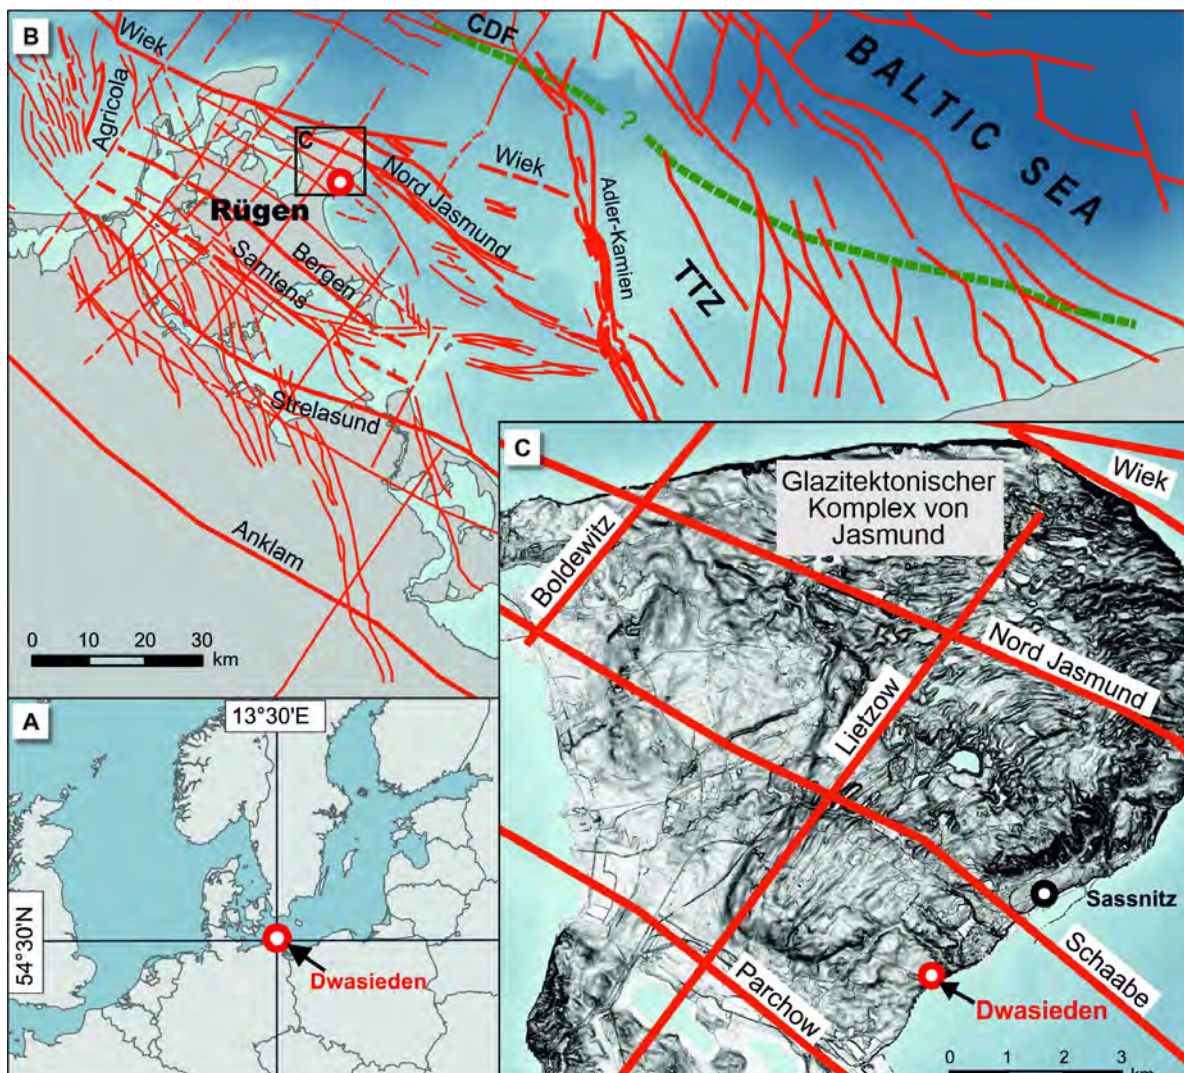 B
Wiek
Agricola
CDF
BALTIC SEA
?
C
Wiek
Nord Jasmund
Adler-Kamien
Rügen
Bergen
Samtens
TTZ
Strelasund
Anklam
0 10 20 30
km
C
Glazitektonischer
Komplex von
Jasmund
Wiek
Boldewitz
Nord Jasmund
Lietzow
Sassnitz
Schaabe
Parchow
Dwasieden
0 1 2 3
km
A
13°30'E
54°30'N
Dwasieden